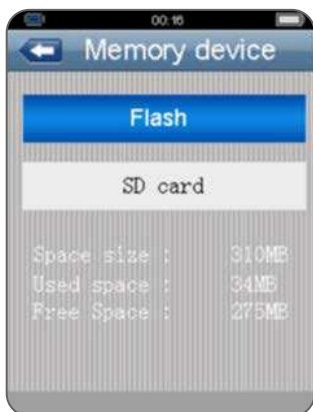 00:16
Memory device
Flash
SD card
Space size : 310MB
Used space : 34MB
Free Space : 275MB